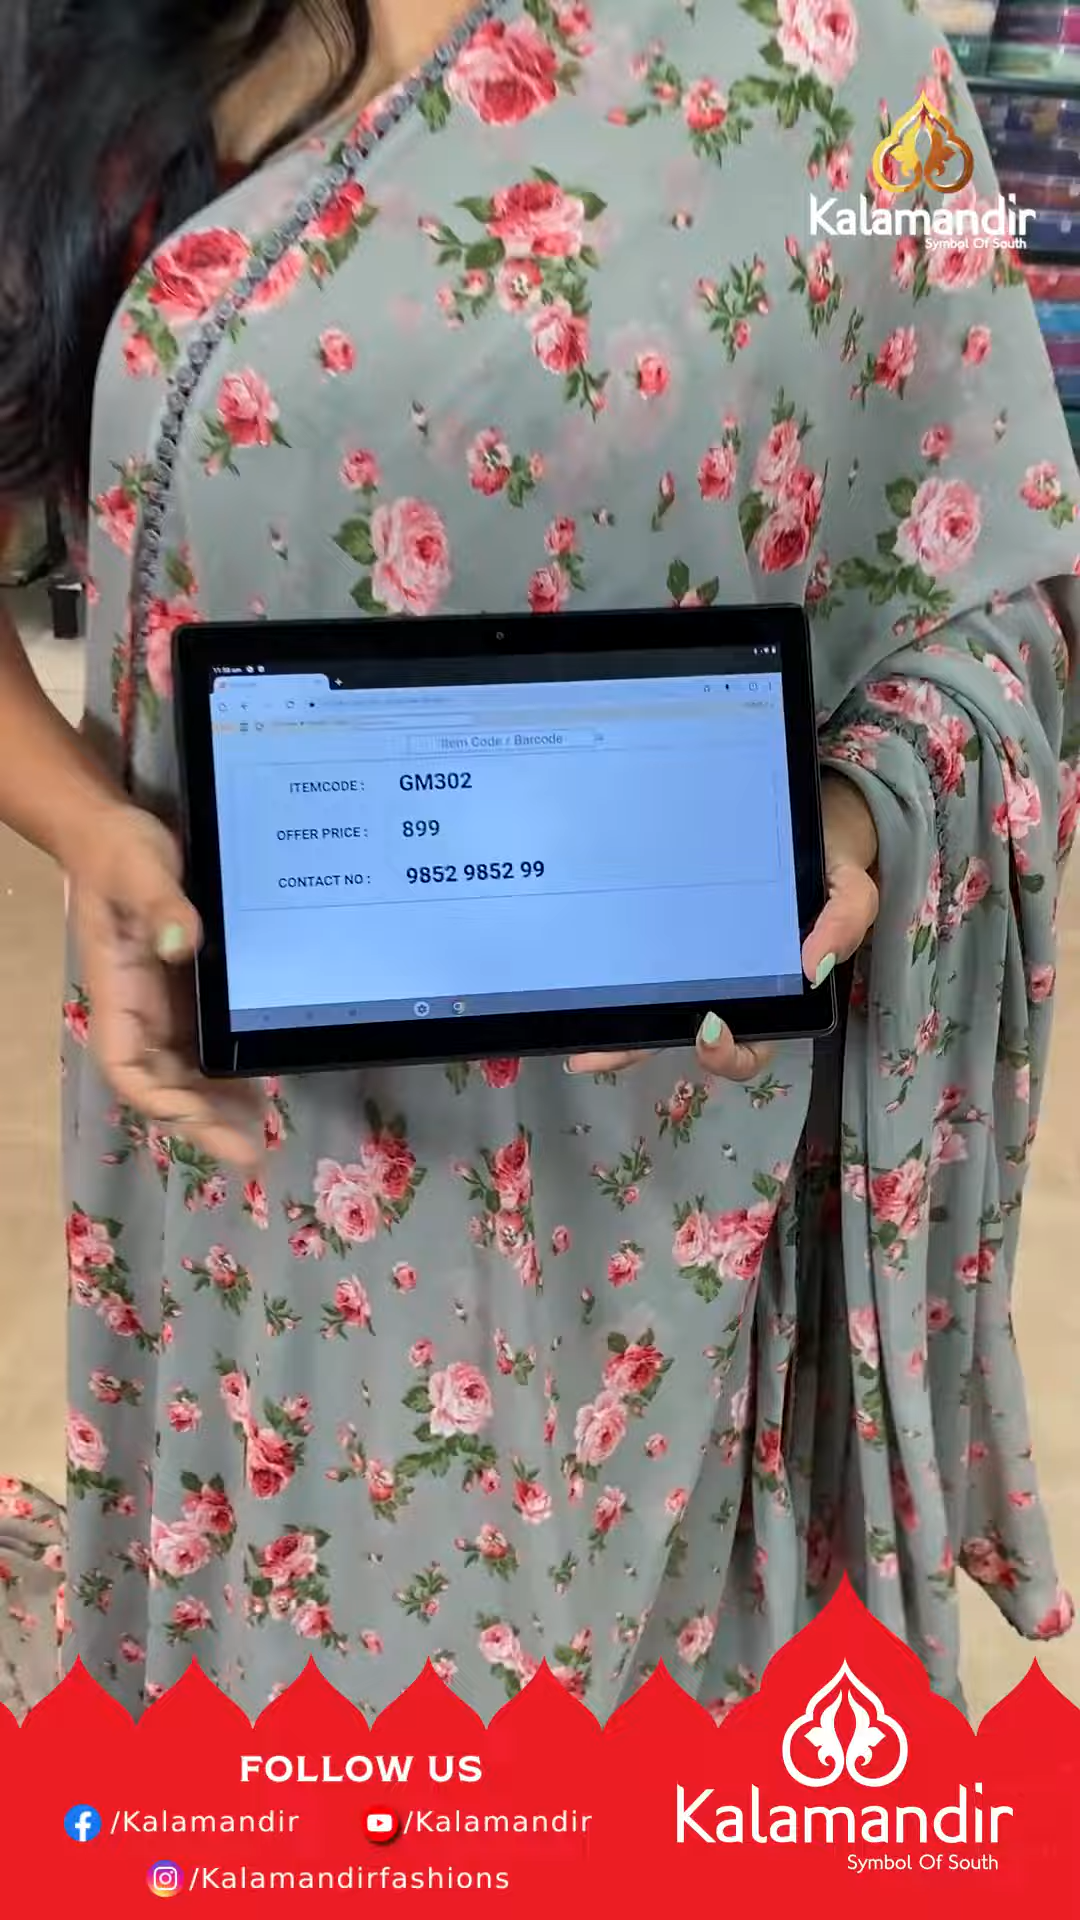 Kalamandir
Symbol Of South
Item Code / Barcode
ITEMCODE : GM302
OFFER PRICE : 899
CONTACT NO : 9852 9852 99
FOLLOW US
/Kalamandir /Kalamandir
/Kalamandirfashions
Kalamandir
Symbol Of South